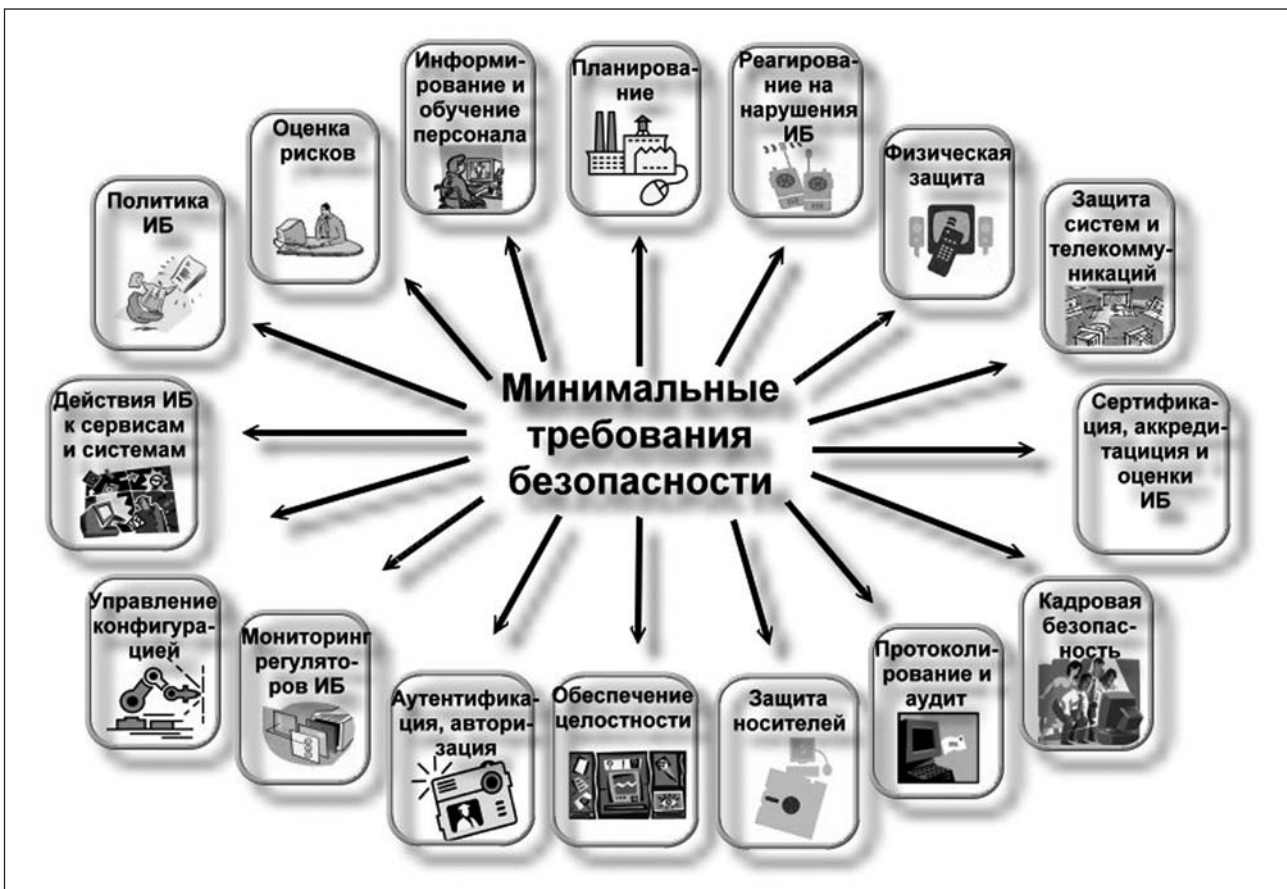 Информи-
рование и
обучение
персонала
Планирова-
ние
Реагирова-
ние на
нарушения
ИБ
Оценка
рисков
Физическая
защита
Политика
ИБ
Защита
систем и
телекомму-
никаций
Действия ИБ
к сервисам
и системам
Минимальные
требования
безопасности
Сертифика-
ция, аккреди-
тациция и
оценки
ИБ
Управление
конфигура-
цией
Мониторинг
регулято-
ров ИБ
Аутентифика-
ция, автори-
зация
Обеспечение
целостности
Защита
носителей
Протоколи-
рование и
аудит
Кадровая
безопас-
ность